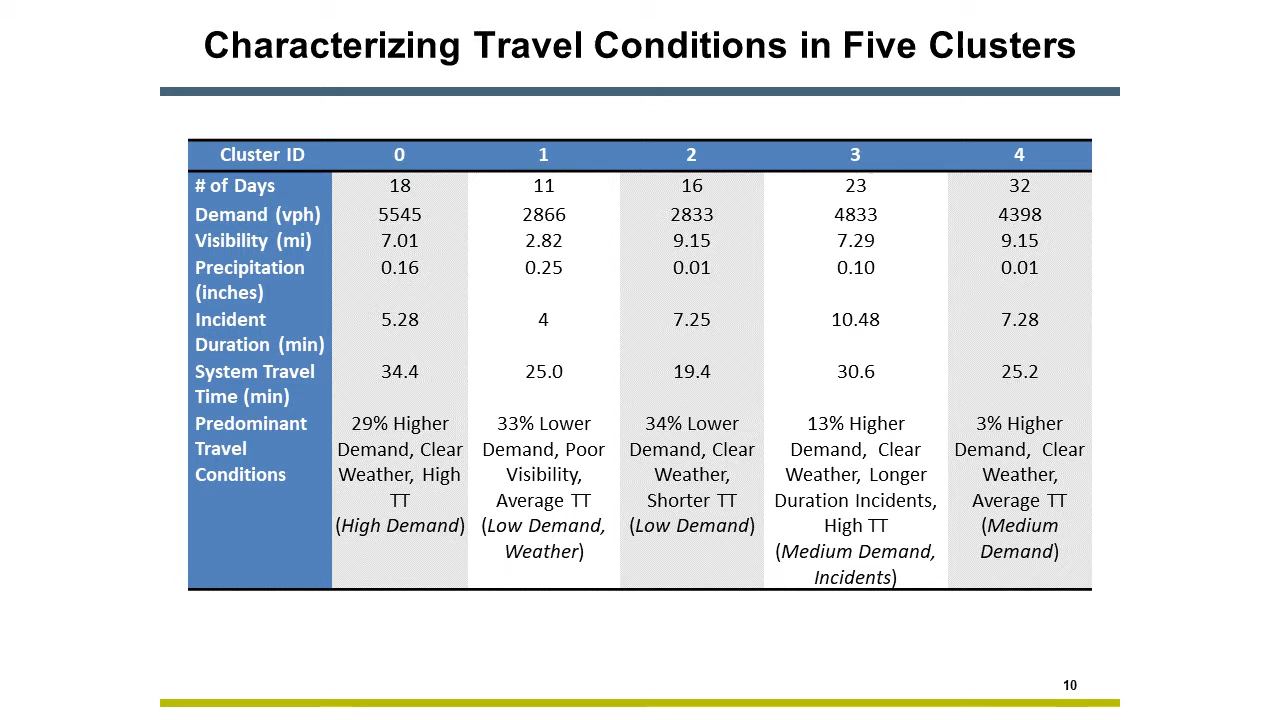 Characterizing Travel Conditions in Five Clusters
Cluster ID 0 1 2 3 4
# of Days 18 11 16 23 32
Demand (vph) 5545 2866 2833 4833 4398
Visibility (mi) 7.01 2.82 9.15 7.29 9.15
Precipitation 0.16 0.25 0.01 0.10 0.01
(inches)
Incident 5.28 4 7.25 10.48 7.28
Duration (min)
System Travel 34.4 25.0 19.4 30.6 25.2
Time (min)
Predominant 29% Higher 33% Lower 34% Lower 13% Higher 3% Higher
Travel Demand, Clear Demand, Poor Demand, Clear Demand, Clear Demand, Clear
Conditions Weather, High Visibility, Weather, Weather, Longer Weather,
TT Average TT Shorter TT Duration Incidents, Average TT
(High Demand) (Low Demand, (Low Demand) High TT (Medium
Weather) (Medium Demand, Demand)
Incidents)
10